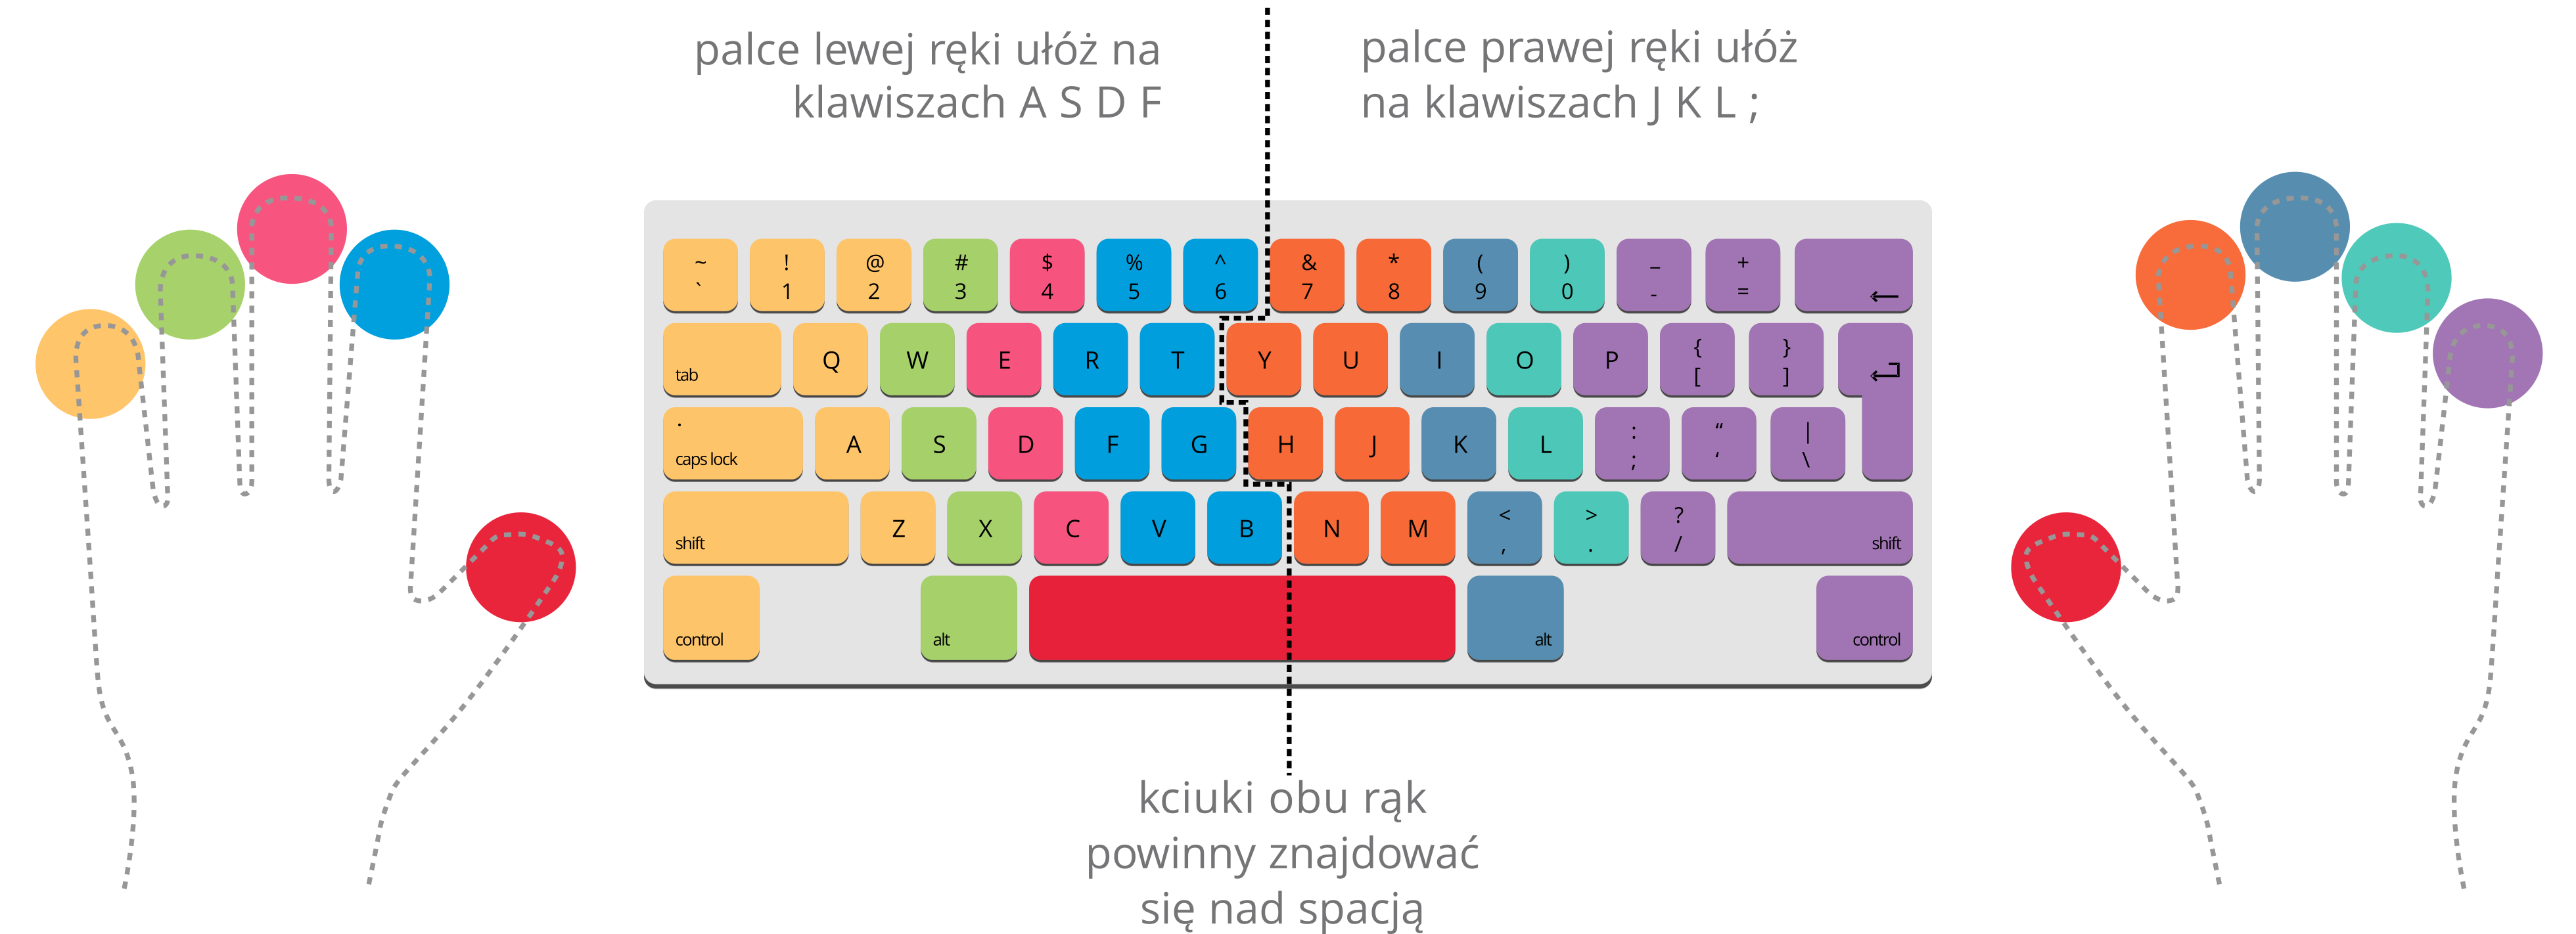 palce lewej ręki ułóż na
klawiszach A S D F
palce prawej ręki ułóż
na klawiszach J K L ;
~ ! @ # $ % ^ & * ( ) _ +
` 1 2 3 4 5 6 7 8 9 0 - = ←
tab Q W E R T Y U I O P { [ } ]
caps lock A S D F G H J K L : ; “ ‘ | \
shift Z X C V B N M < , > . ? / shift
control alt alt control
kciuki obu rąk
powinny znajdować
się nad spacją